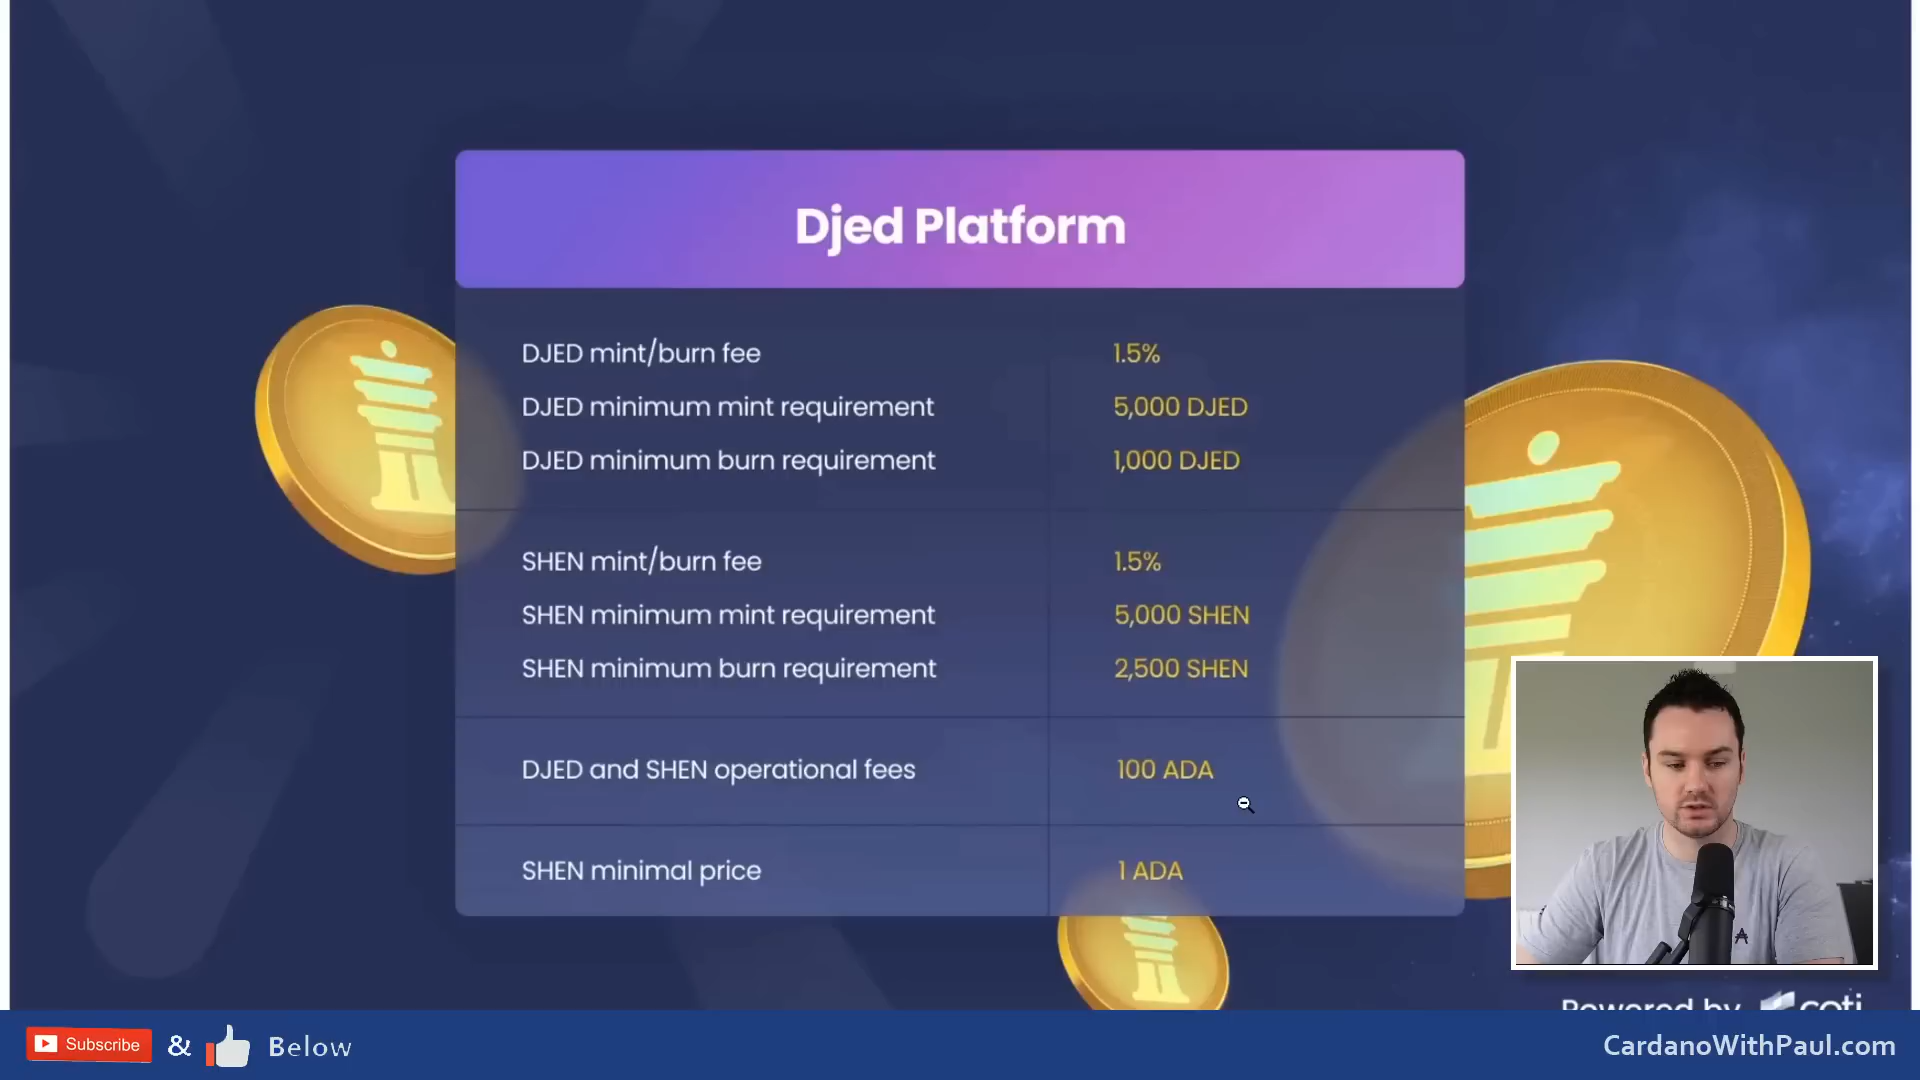 Djed Platform
DJED mint/burn fee 1.5%
DJED minimum mint requirement 5,000 DJED
DJED minimum burn requirement 1,000 DJED
SHEN mint/burn fee 1.5%
SHEN minimum mint requirement 5,000 SHEN
SHEN minimum burn requirement 2,500 SHEN
DJED and SHEN operational fees 100 ADA
SHEN minimal price 1 ADA
Powered by coti
Subscribe & Below
CardanoWithPaul.com